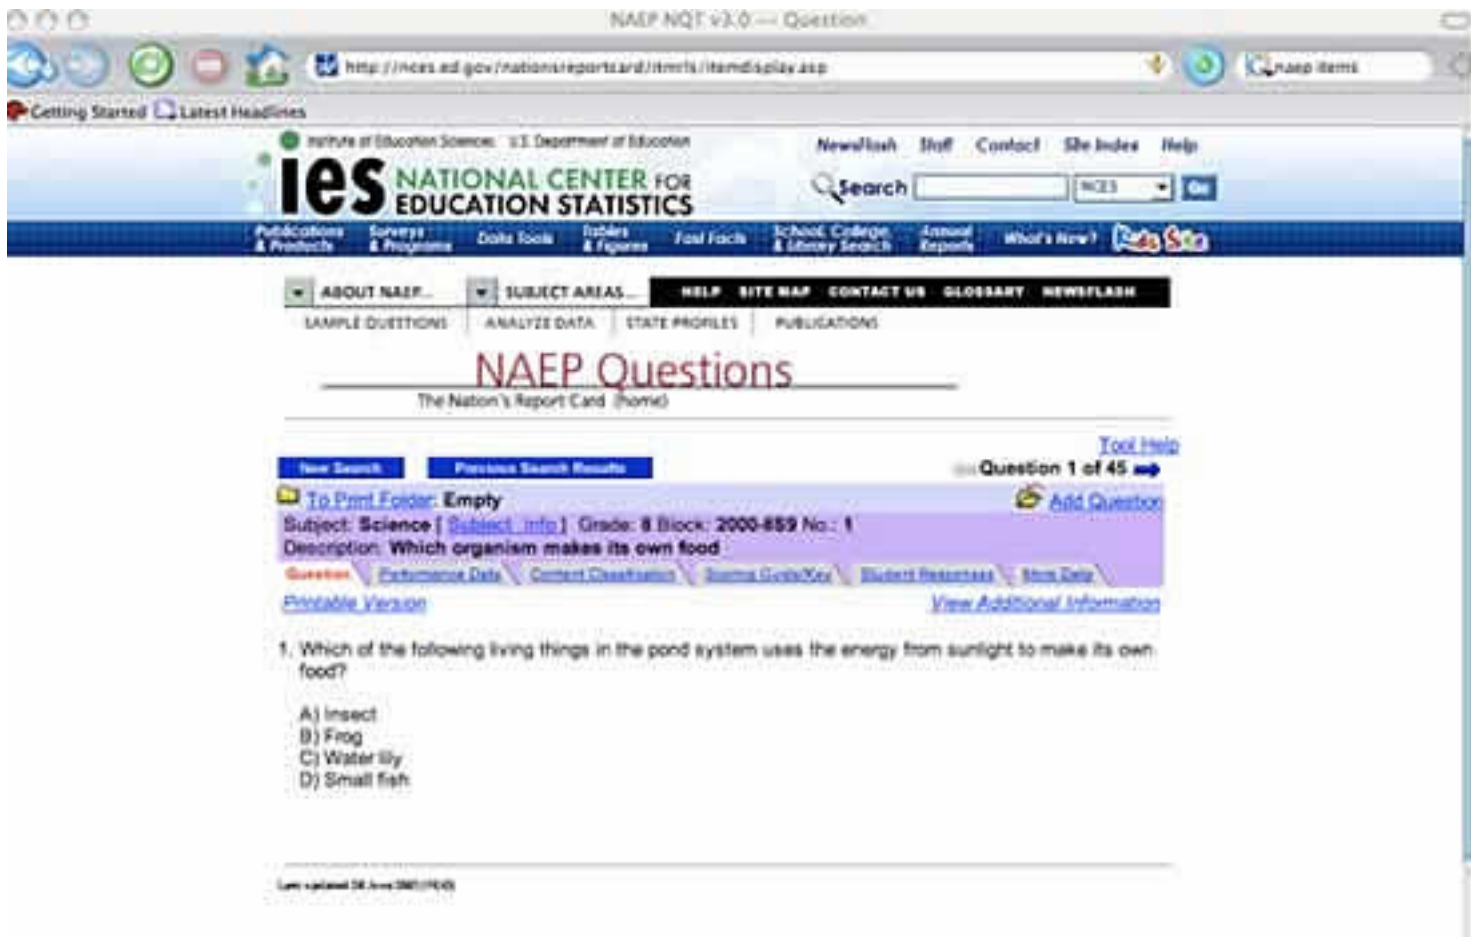 NAEP NQT v3.0 — Question
http://nces.ed.gov/nationsreportcard/itmrls/itemdisplay.asp
naep items
Getting Started Latest Headlines
Institute of Education Sciences U.S. Department of Education
NewsFlash Staff Contact Site Index Help
ies NATIONAL CENTER FOR
EDUCATION STATISTICS
Search NCES Go
Publications & Products Surveys & Programs Data Tools Tables & Figures Fast Facts School, College, & Library Search Annual Reports What's New? Kids Site
ABOUT NAEP... SUBJECT AREAS... HELP SITE MAP CONTACT US GLOSSARY NEWSFLASH
SAMPLE QUESTIONS ANALYZE DATA STATE PROFILES PUBLICATIONS
NAEP Questions
The Nation's Report Card (home)
Tool Help
New Search Previous Search Results Question 1 of 45
To Print Folder: Empty Add Question
Subject: Science [ Subject Info ] Grade: 8 Block: 2000-8S9 No.: 1
Description: Which organism makes its own food
Question Performance Data Content Classification Scoring Guide/Key Student Responses More Data
Printable Version View Additional Information
1. Which of the following living things in the pond system uses the energy from sunlight to make its own
food?
A) Insect
B) Frog
C) Water lily
D) Small fish
Last updated